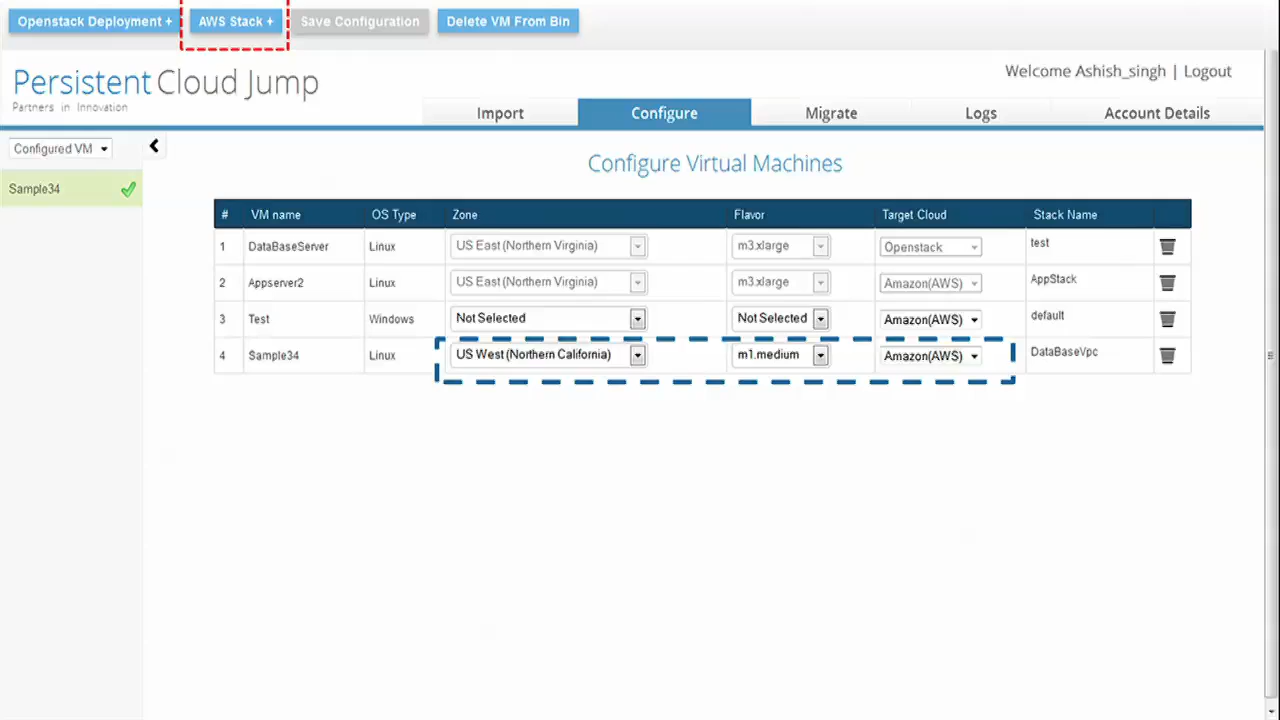 Openstack Deployment + AWS Stack + Save Configuration Delete VM From Bin
Welcome Ashish_singh | Logout
Persistent Cloud Jump
Partners in Innovation
Import Configure Migrate Logs Account Details
Configured VM
Sample34
Configure Virtual Machines
# VM name OS Type Zone Flavor Target Cloud Stack Name
1 DataBaseServer Linux US East (Northern Virginia) m3.xlarge Openstack test
2 Appserver2 Linux US East (Northern Virginia) m3.xlarge Amazon(AWS) AppStack
3 Test Windows Not Selected Not Selected Amazon(AWS) default
4 Sample34 Linux US West (Northern California) m1.medium Amazon(AWS) DataBaseVpc